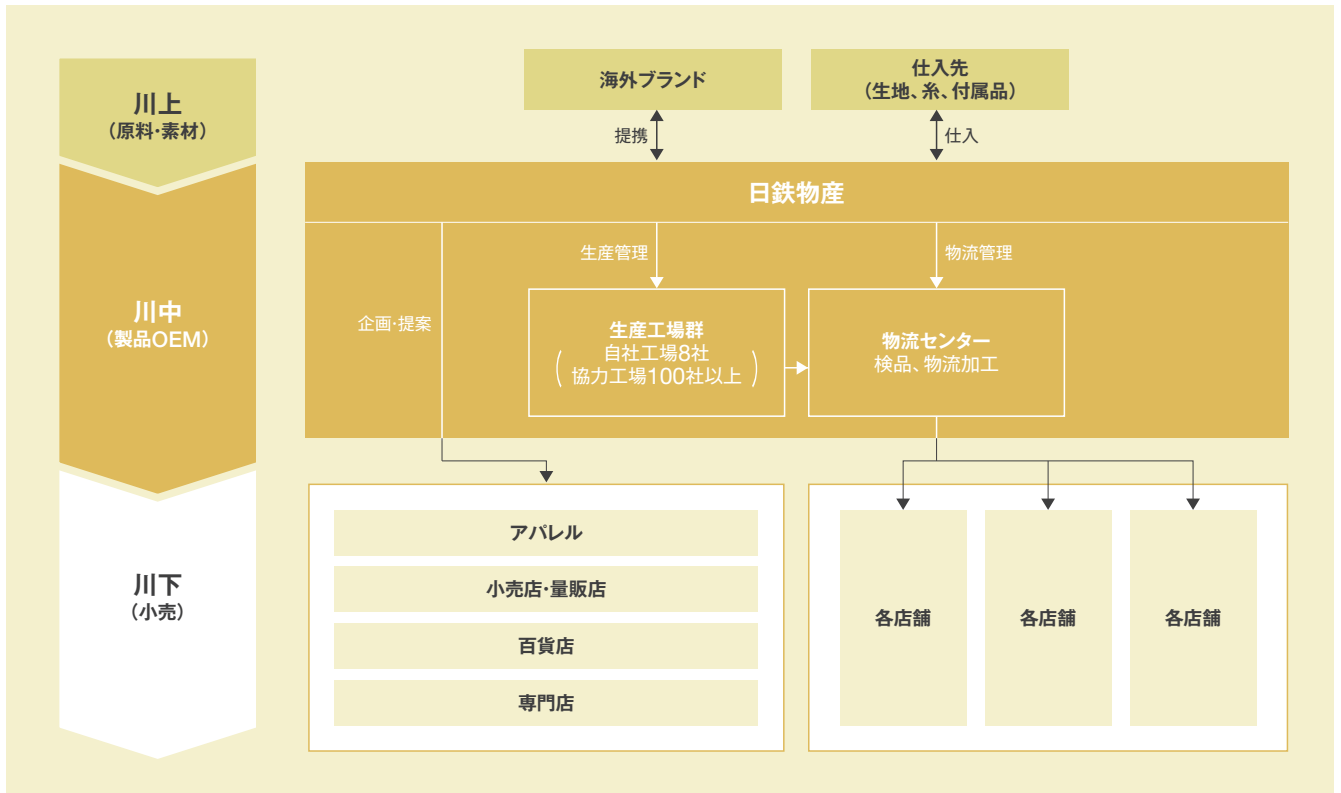 川上
（原料・素材）
海外ブランド
仕入先
（生地、糸、付属品）
提携
仕入
日鉄物産
川中
（製品OEM）
企画・提案
生産管理
物流管理
生産工場群
自社工場8社
（協力工場100社以上）
物流センター
検品、物流加工
川下
（小売）
アパレル
小売店・量販店
百貨店
専門店
各店舗
各店舗
各店舗